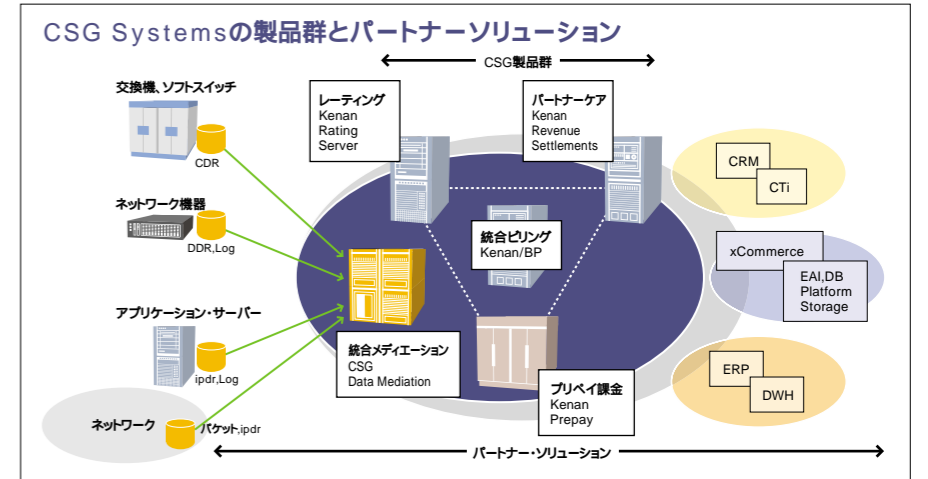 CSG Systemsの製品群とパートナーソリューション
CSG製品群
交換機、ソフトスイッチ
CDR
ネットワーク機器
DDR,Log
アプリケーション・サーバー
ipdr,Log
ネットワーク
パケット,ipdr
レーティング
Kenan
Rating
Server
パートナーケア
Kenan
Revenue
Settlements
統合ビリング
Kenan/BP
統合メディエーション
CSG
Data Mediation
プリペイ課金
Kenan
Prepay
CRM
CTi
xCommerce
EAI,DB
Platform
Storage
ERP
DWH
パートナー・ソリューション